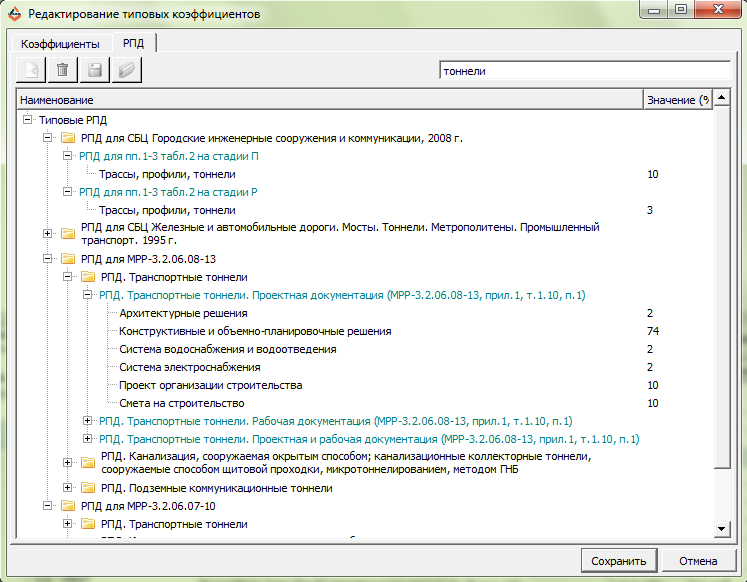 Редактирование типовых коэффициентов
Коэффициенты
РПД
тоннели
Наименование
Значение (%
Типовые РПД
РПД для СБЦ Городские инженерные сооружения и коммуникации, 2008 г.
РПД для пп.1-3 табл.2 на стадии П
Трассы, профили, тоннели 10
РПД для пп.1-3 табл.2 на стадии Р
Трассы, профили, тоннели 3
РПД для СБЦ Железные и автомобильные дороги. Мосты. Тоннели. Метрополитены. Промышленный
транспорт. 1995 г.
РПД для МРР-3.2.06.08-13
РПД. Транспортные тоннели
РПД. Транспортные тоннели. Проектная документация (МРР-3.2.06.08-13, прил.1, т.1.10, п.1)
Архитектурные решения 2
Конструктивные и объемно-планировочные решения 74
Система водоснабжения и водоотведения 2
Система электроснабжения 2
Проект организации строительства 10
Смета на строительство 10
РПД. Транспортные тоннели. Рабочая документация (МРР-3.2.06.08-13, прил.1, т.1.10, п.1)
РПД. Транспортные тоннели. Проектная и рабочая документация (МРР-3.2.06.08-13, прил.1, т.1.10, п.1)
РПД. Канализация, сооружаемая окрытым способом; канализационные коллекторные тоннели,
сооружаемые способом щитовой проходки, микротоннелированием, методом ГНБ
РПД. Подземные коммуникационные тоннели
РПД для МРР-3.2.06.07-10
РПД. Транспортные тоннели
Сохранить
Отмена